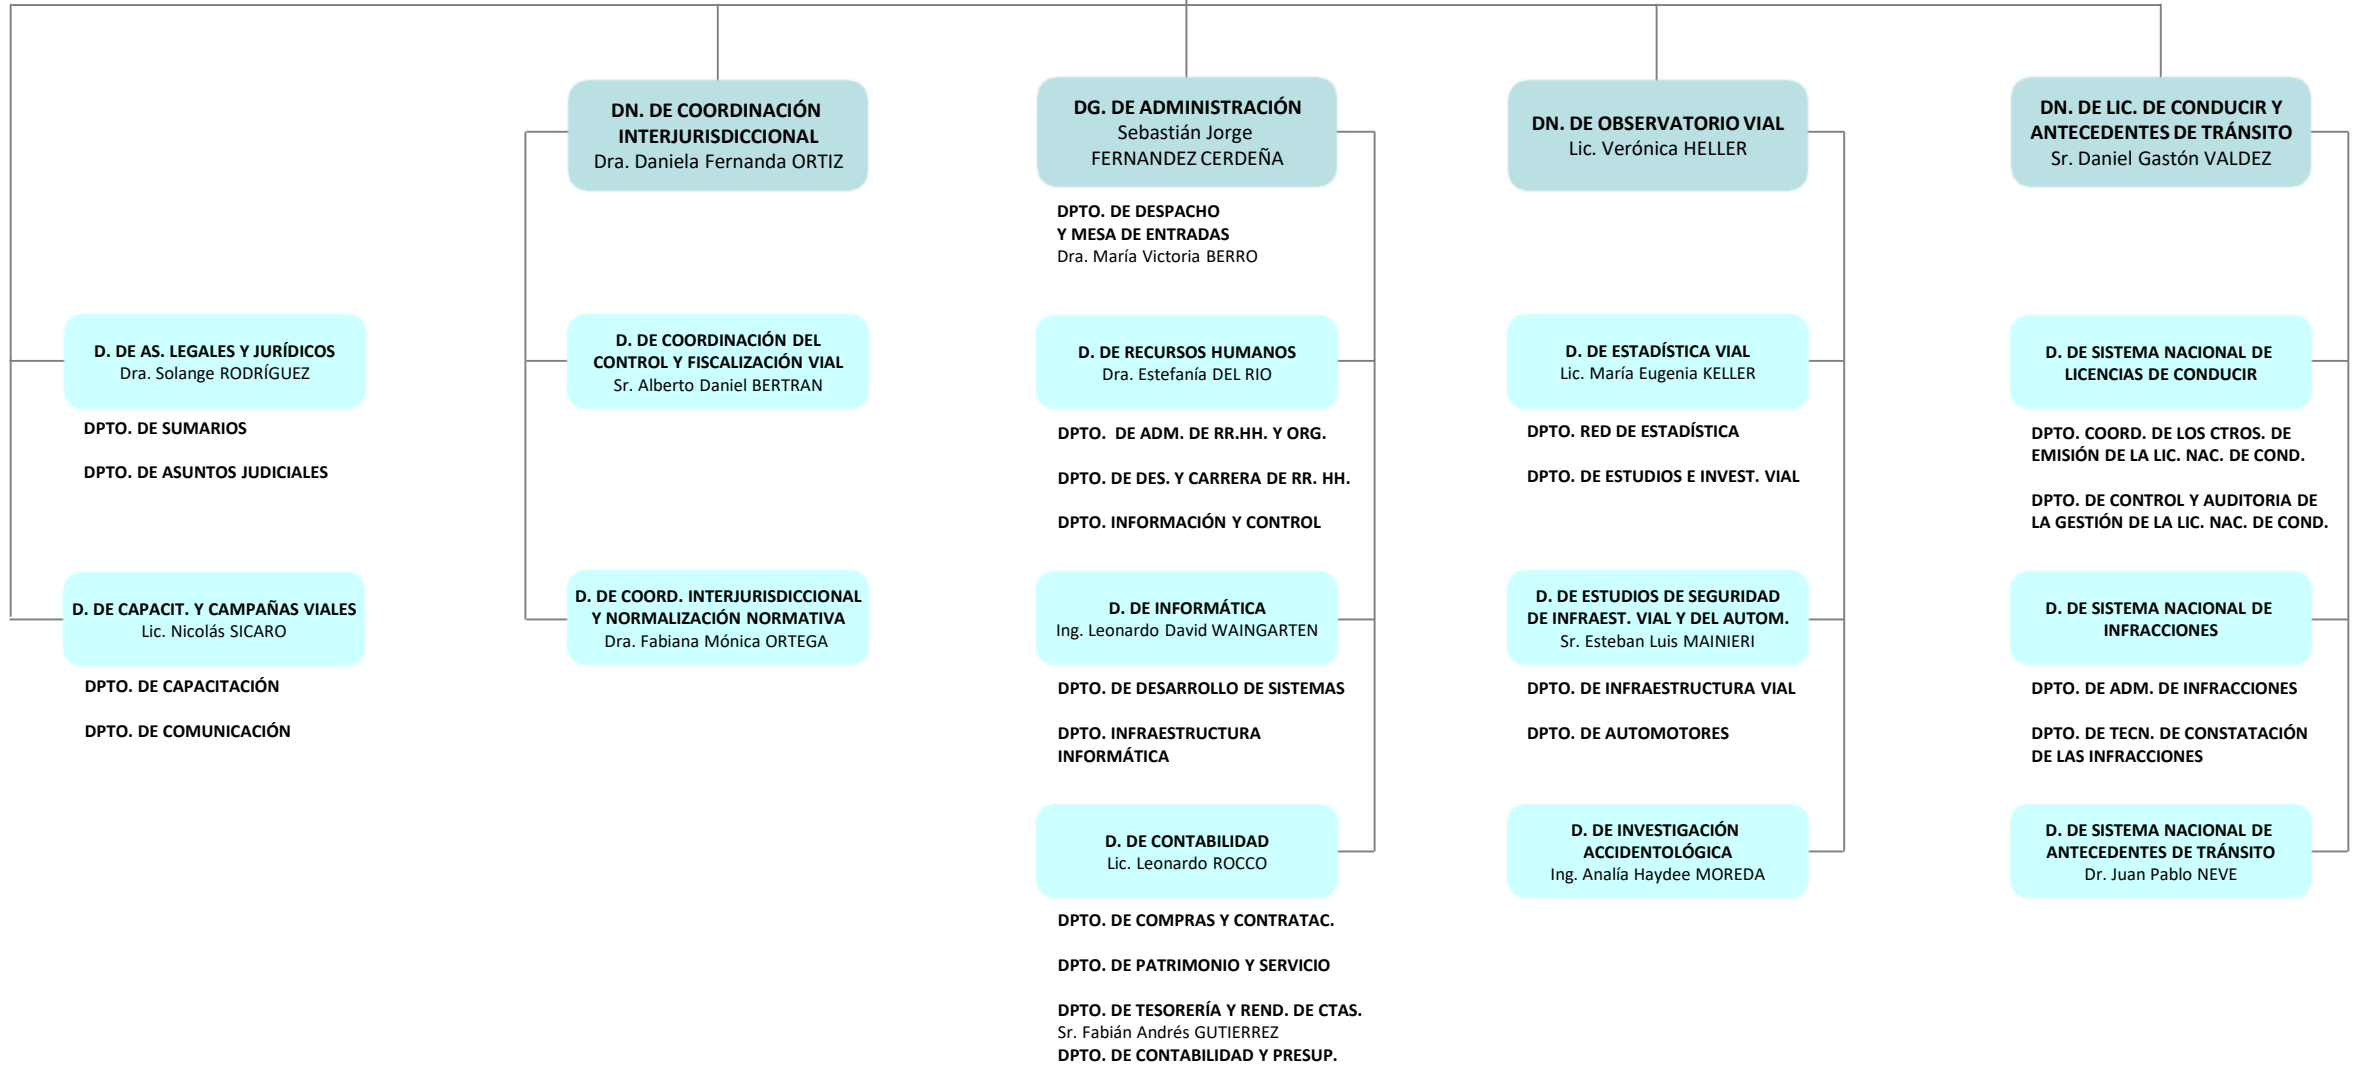 DN. DE COORDINACIÓN
INTERJURISDICCIONAL
Dra. Daniela Fernanda ORTIZ
DG. DE ADMINISTRACIÓN
Sebastián Jorge
FERNANDEZ CERDEÑA
DN. DE OBSERVATORIO VIAL
Lic. Verónica HELLER
DN. DE LIC. DE CONDUCIR Y
ANTECEDENTES DE TRÁNSITO
Sr. Daniel Gastón VALDEZ
DPTO. DE DESPACHO
Y MESA DE ENTRADAS
Dra. María Victoria BERRO
D. DE AS. LEGALES Y JURÍDICOS
Dra. Solange RODRÍGUEZ
D. DE COORDINACIÓN DEL
CONTROL Y FISCALIZACIÓN VIAL
Sr. Alberto Daniel BERTRAN
D. DE RECURSOS HUMANOS
Dra. Estefanía DEL RIO
D. DE ESTADÍSTICA VIAL
Lic. María Eugenia KELLER
D. DE SISTEMA NACIONAL DE
LICENCIAS DE CONDUCIR
DPTO. DE SUMARIOS
DPTO. DE ASUNTOS JUDICIALES
DPTO. DE ADM. DE RR.HH. Y ORG.
DPTO. DE DES. Y CARRERA DE RR. HH.
DPTO. INFORMACIÓN Y CONTROL
DPTO. RED DE ESTADÍSTICA
DPTO. DE ESTUDIOS E INVEST. VIAL
DPTO. COORD. DE LOS CTROS. DE
EMISIÓN DE LA LIC. NAC. DE COND.
DPTO. DE CONTROL Y AUDITORIA DE
LA GESTIÓN DE LA LIC. NAC. DE COND.
D. DE CAPACIT. Y CAMPAÑAS VIALES
Lic. Nicolás SICARO
D. DE COORD. INTERJURISDICCIONAL
Y NORMALIZACIÓN NORMATIVA
Dra. Fabiana Mónica ORTEGA
D. DE INFORMÁTICA
Ing. Leonardo David WAINGARTEN
D. DE ESTUDIOS DE SEGURIDAD
DE INFRAEST. VIAL Y DEL AUTOM.
Sr. Esteban Luis MAINIERI
D. DE SISTEMA NACIONAL DE
INFRACCIONES
DPTO. DE CAPACITACIÓN
DPTO. DE COMUNICACIÓN
DPTO. DE DESARROLLO DE SISTEMAS
DPTO. INFRAESTRUCTURA
INFORMÁTICA
DPTO. DE INFRAESTRUCTURA VIAL
DPTO. DE AUTOMOTORES
DPTO. DE ADM. DE INFRACCIONES
DPTO. DE TECN. DE CONSTATACIÓN
DE LAS INFRACCIONES
D. DE CONTABILIDAD
Lic. Leonardo ROCCO
D. DE INVESTIGACIÓN
ACCIDENTOLÓGICA
Ing. Analía Haydee MOREDA
D. DE SISTEMA NACIONAL DE
ANTECEDENTES DE TRÁNSITO
Dr. Juan Pablo NEVE
DPTO. DE COMPRAS Y CONTRATAC.
DPTO. DE PATRIMONIO Y SERVICIO
DPTO. DE TESORERÍA Y REND. DE CTAS.
Sr. Fabián Andrés GUTIERREZ
DPTO. DE CONTABILIDAD Y PRESUP.